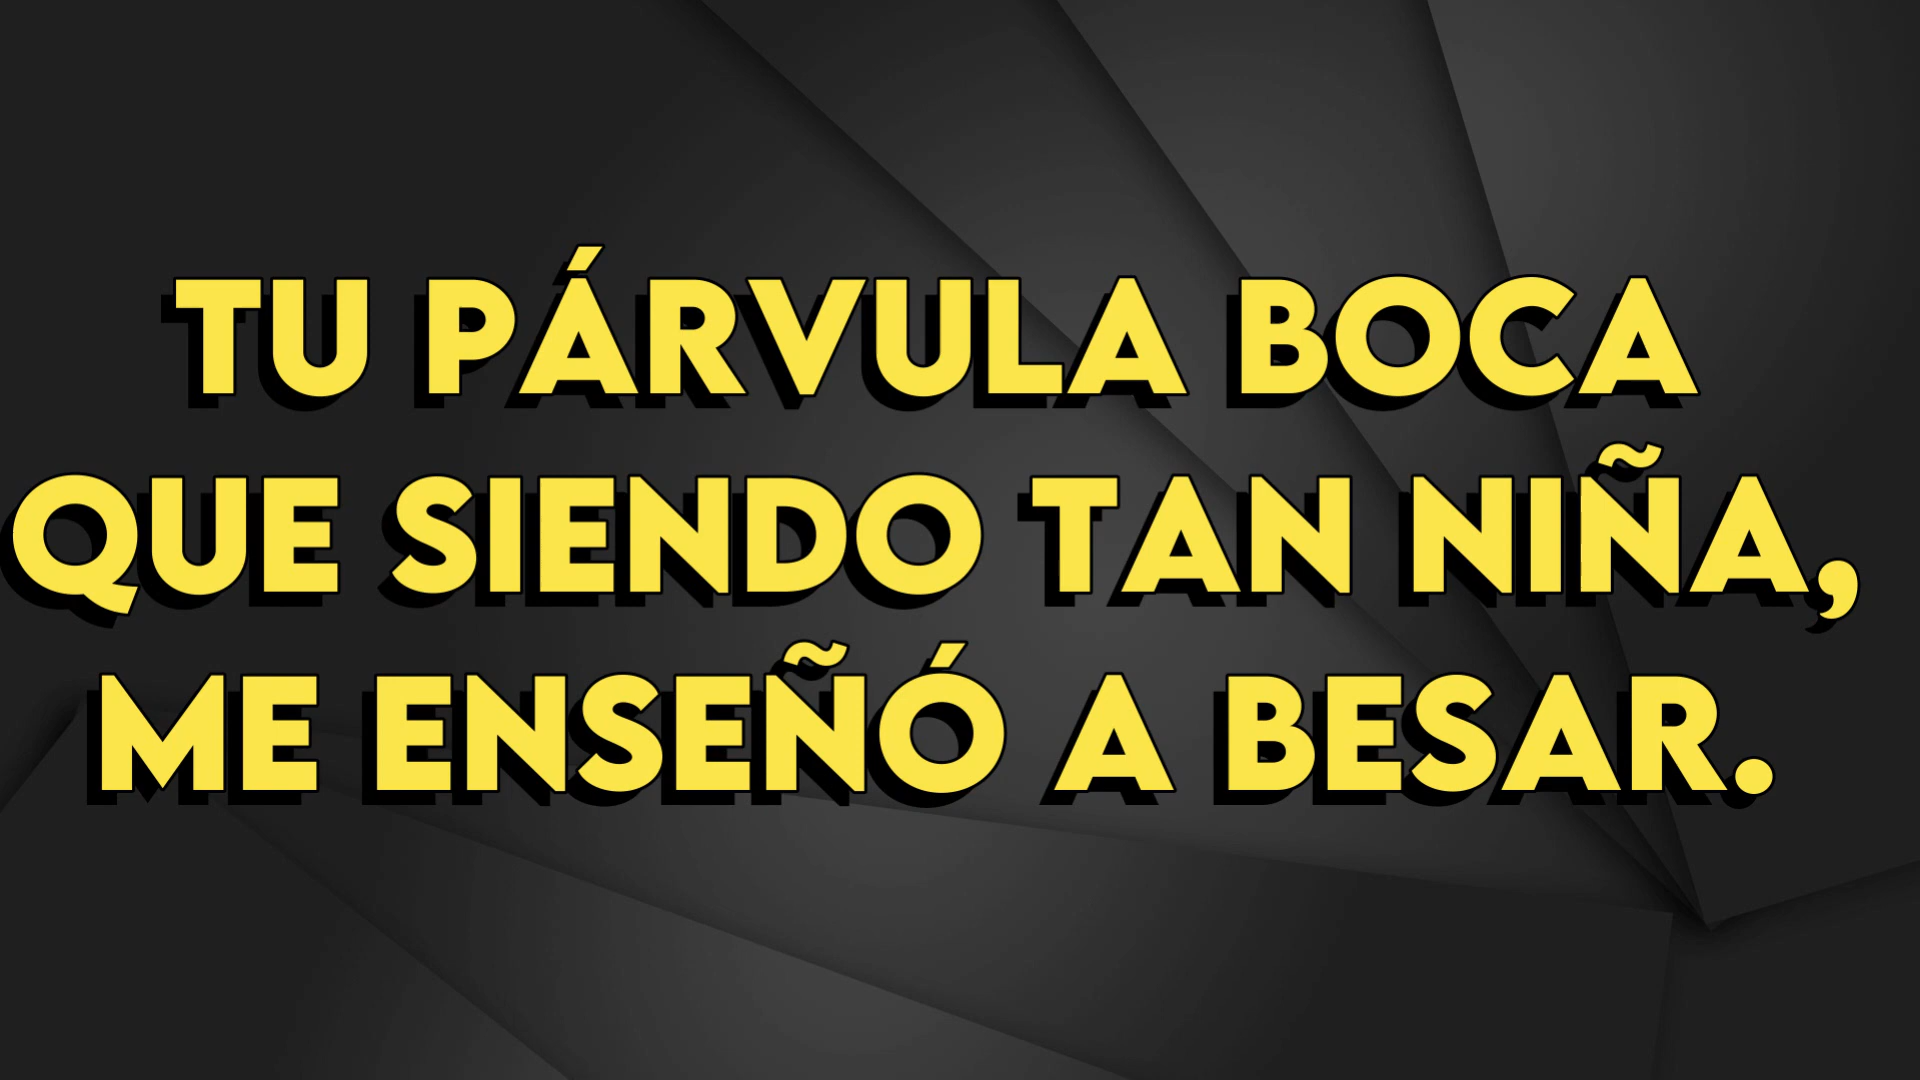 TU PÁRVULA BOCA
QUE SIENDO TAN NIÑA,
ME ENSEÑÓ A BESAR.